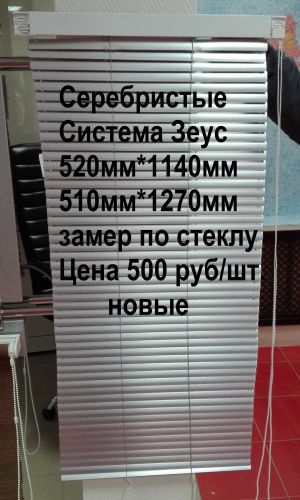 Серебристые
Система Зеус
520мм*1140мм
510мм*1270мм
замер по стеклу
Цена 500 руб/шт
новые